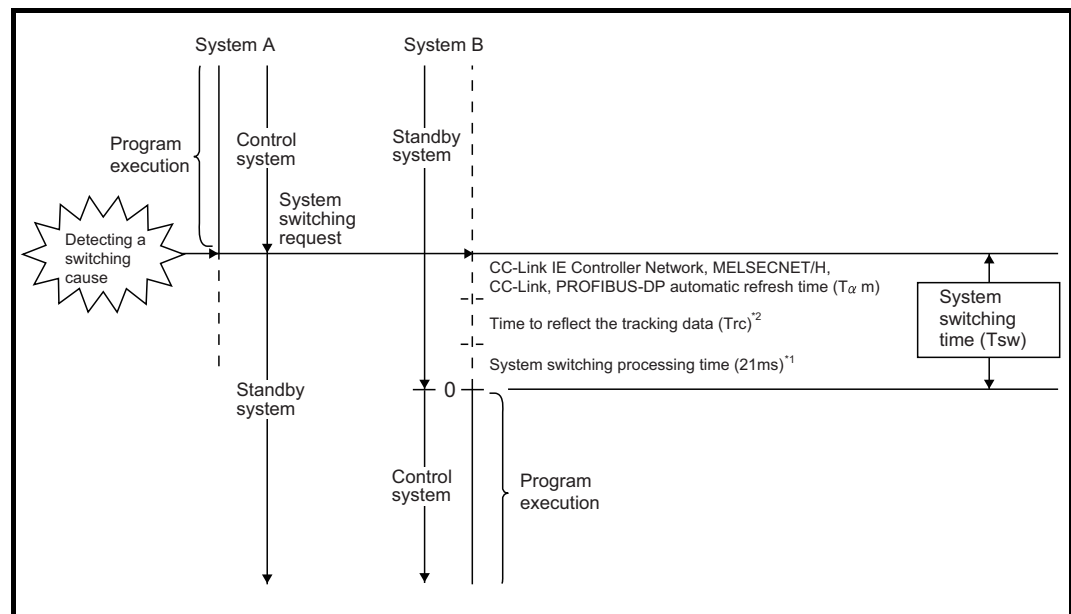 System A
System B
Program
execution
Control
system
Standby
system
System
switching
request
Detecting a
switching
cause
CC-Link IE Controller Network, MELSECNET/H,
CC-Link, PROFIBUS-DP automatic refresh time (Tα m)
Time to reflect the tracking data (Trc)*2
System switching processing time (21ms)*1
System
switching
time (Tsw)
Standby
system
0
Control
system
Program
execution